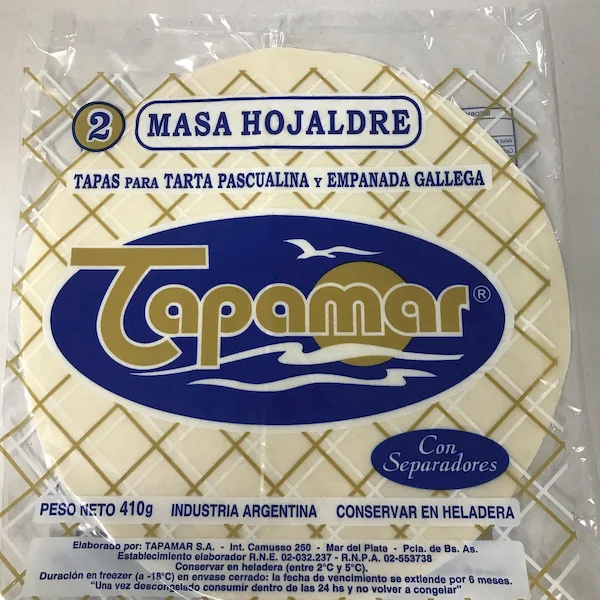 2 MASA HOJALDRE
TAPAS PARA TARTA PASCUALINA Y EMPANADA GALLEGA
Tapamar®
Con
Separadores
PESO NETO 410g INDUSTRIA ARGENTINA CONSERVAR EN HELADERA
Elaborado por: TAPAMAR S.A. - Int. Camusso 250 - Mar del Plata - Pcia. de Bs. As.
Establecimiento elaborador R.N.E. 02-032.237 - R.N.P.A. 02-553738
Conservar en heladera (entre 2°C y 5°C).
Duración en freezer (a -18°C) en envase cerrado: la fecha de vencimiento se extiende por 6 meses.
"Una vez descongelado consumir dentro de las 24 hs y no volver a congelar"